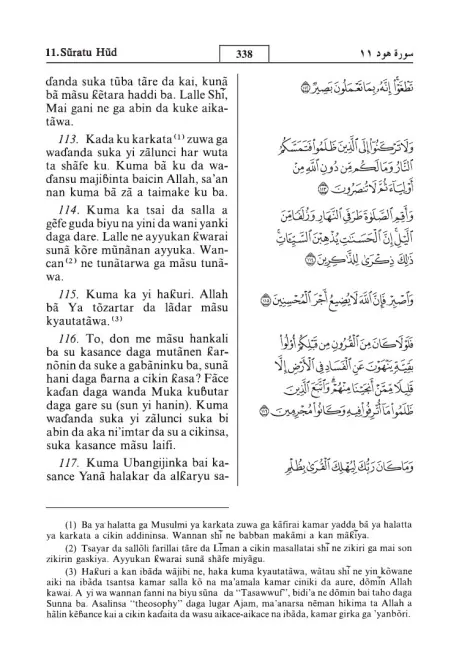 11. Sūratu Hūd
338
سورة هود ١١
ɗanda suka tūba tāre da kai, kunā
bā māsu ƙētara haddi ba. Lalle Shī,
Mai gani ne ga abin da kuke aika-
tāwa.
113. Kada ku karkata (1) zuwa ga
waɗanda suka yi zālunci har wuta
ta shāfe ku. Kuma bā ku da wa-
ɗansu majiɓinta baicin Allah, sa'an
nan kuma bā zā a taimake ku ba.
114. Kuma ka tsai da salla a
gēfe guda biyu na yini da wani yanki
daga dare. Lalle ne ayyukan ƙwarai
sunā kōre mūnānan ayyuka. Wan-
can (2) ne tunātarwa ga māsu tunā-
wa.
115. Kuma ka yi haƙuri. Allah
bā Ya tōzartar da lādar māsu
kyautatāwa. (3)
116. To, don me māsu hankali
ba su kasance daga mutānen ƙar-
nōnin da suke a gabāninku ba, sunā
hani daga ɓarna a cikin ƙasa? Fāce
kaɗan daga wanda Muka kuɓutar
daga gare su (sun yi hanin). Kuma
waɗanda suka yi zālunci suka bi
abin da aka ni'imtar da su a cikinsa,
suka kasance māsu laifi.
117. Kuma Ubangijinka bai ka-
sance Yanā halakar da alƙaryu sa-
تَطْغَوْا إِنَّهُ بِمَا تَعْمَلُونَ بَصِيرٌ ١١٢
وَلَا تَرْكَنُوا إِلَى الَّذِينَ ظَلَمُوا فَتَمَسَّكُمُ
النَّارُ وَمَا لَكُم مِّن دُونِ اللَّهِ مِنْ
أَوْلِيَاءَ ثُمَّ لَا تُنصَرُونَ ١١٣
وَأَقِمِ الصَّلَوٰةَ طَرَفَيِ النَّهَارِ وَزُلَفًا مِّنَ
الَّيْلِ إِنَّ الْحَسَنَٰتِ يُذْهِبْنَ السَّيِّـَٔاتِ
ذَٰلِكَ ذِكْرَىٰ لِلذَّٰكِرِينَ ١١٤
وَاصْبِرْ فَإِنَّ اللَّهَ لَا يُضِيعُ أَجْرَ الْمُحْسِنِينَ ١١٥
فَلَوْلَا كَانَ مِنَ الْقُرُونِ مِن قَبْلِكُمْ أُوْلُوا
بَقِيَّةٍ يَنْهَوْنَ عَنِ الْفَسَادِ فِي الْأَرْضِ إِلَّا
قَلِيلًا مِّمَّنْ أَنجَيْنَا مِنْهُمْ وَاتَّبَعَ الَّذِينَ
ظَلَمُوا مَا أُتْرِفُوا فِيهِ وَكَانُوا مُجْرِمِينَ ١١٦
وَمَا كَانَ رَبُّكَ لِيُهْلِكَ الْقُرَىٰ بِظُلْمٍ
(1) Ba ya halatta ga Musulmi ya karkata zuwa ga kāfirai kamar yadda bā ya halatta
ya karkata a cikin addininsa. Wannan shī ne babban makāmi a kan māƙiya.
(2) Tsayar da sallōli farillai tāre da Līman a cikin masallatai shī ne zikiri ga mai son
zikirin gaskiya. Ayyukan ƙwarai sunā shāfe miyāgu.
(3) Haƙuri a kan ibāda wājibi ne, haka kuma kyautatāwa, wātau shī ne yin kōwane
aiki na ibāda tsantsa kamar salla kō na ma'amala kamar ciniki da aure, dōmin Allah
kawai. A yi wa wannan fanni na biyu sūna da "Tasawwuf", bidi'a ne dōmin bai taho daga
Sunna ba. Asalinsa "theosophy" daga lugar Ajam, ma'anarsa nēman hikima ta Allah a
hālin kēɓance kai a cikin kaɗaita da wasu aikace-aikace na ibāda, kamar girka ga 'yanbōri.